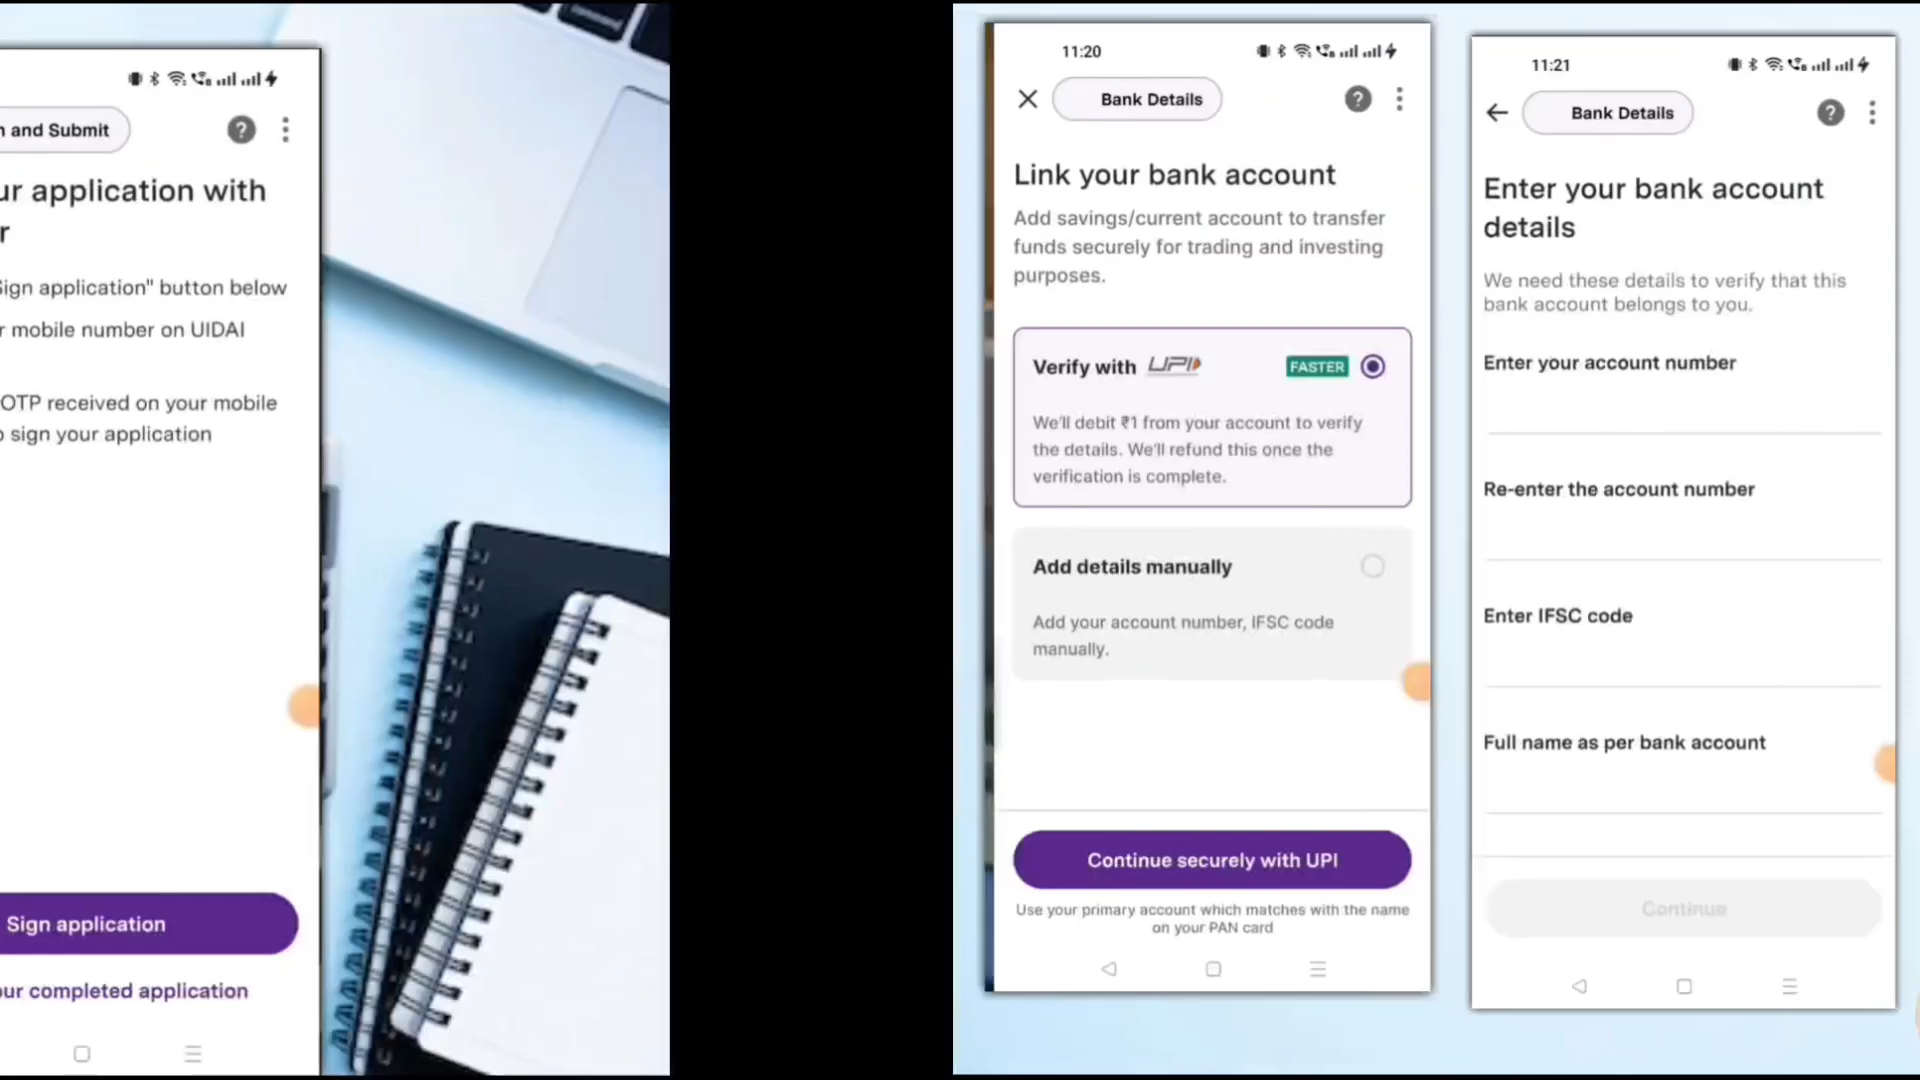 n and Submit
ur application with
r
Sign application" button below
r mobile number on UIDAI
OTP received on your mobile
o sign your application
Sign application
our completed application
11:20
Bank Details
Link your bank account
Add savings/current account to transfer
funds securely for trading and investing
purposes.
Verify with UPI FASTER
We'll debit ₹1 from your account to verify
the details. We'll refund this once the
verification is complete.
Add details manually
Add your account number, IFSC code
manually.
Continue securely with UPI
Use your primary account which matches with the name
on your PAN card
11:21
Bank Details
Enter your bank account
details
We need these details to verify that this
bank account belongs to you.
Enter your account number
Re-enter the account number
Enter IFSC code
Full name as per bank account
Continue